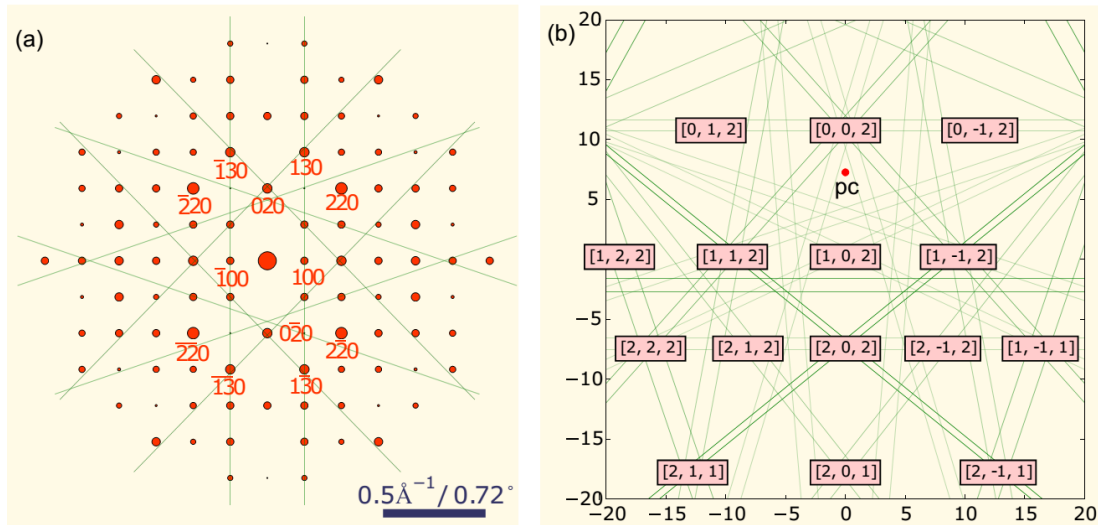 (a)
1̅30 130
2̅20 020 220
1̅00 100
2̅2̅0 02̅0 22̅0
1̅3̅0 13̅0
0.5Å⁻¹/ 0.72°
(b)
20
15
10
5
0
−5
−10
−15
−20
[0, 1, 2] [0, 0, 2] [0, -1, 2]
pc
[1, 2, 2] [1, 1, 2] [1, 0, 2] [1, -1, 2]
[2, 2, 2] [2, 1, 2] [2, 0, 2] [2, -1, 2] [1, -1, 1]
[2, 1, 1] [2, 0, 1] [2, -1, 1]
−20 −15 −10 −5 0 5 10 15 20